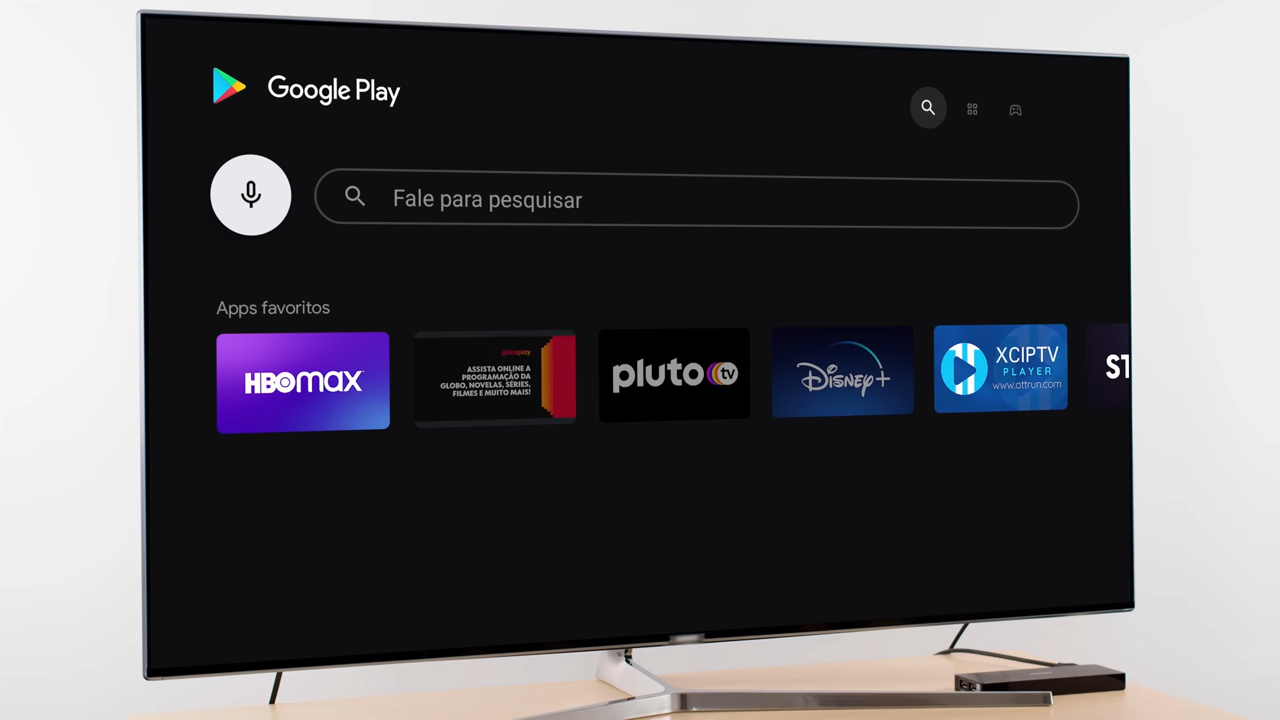 Google Play
Fale para pesquisar
Apps favoritos
HBOMAX
globoplay
ASSISTA ONLINE A
PROGRAMAÇÃO DA
GLOBO, NOVELAS, SÉRIES,
FILMES E MUITO MAIS!
pluto tv
Disney+
XCIPTV
PLAYER
www.ottrun.com